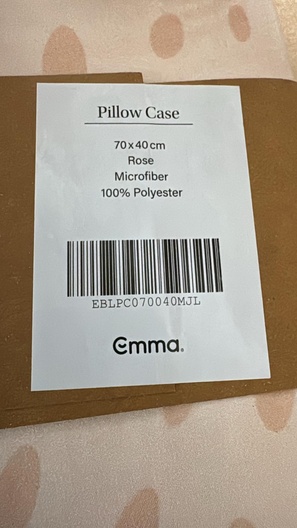 Pillow Case
70x40cm
Rose
Microfiber
100% Polyester
EBLPC070040MJL
Emma®